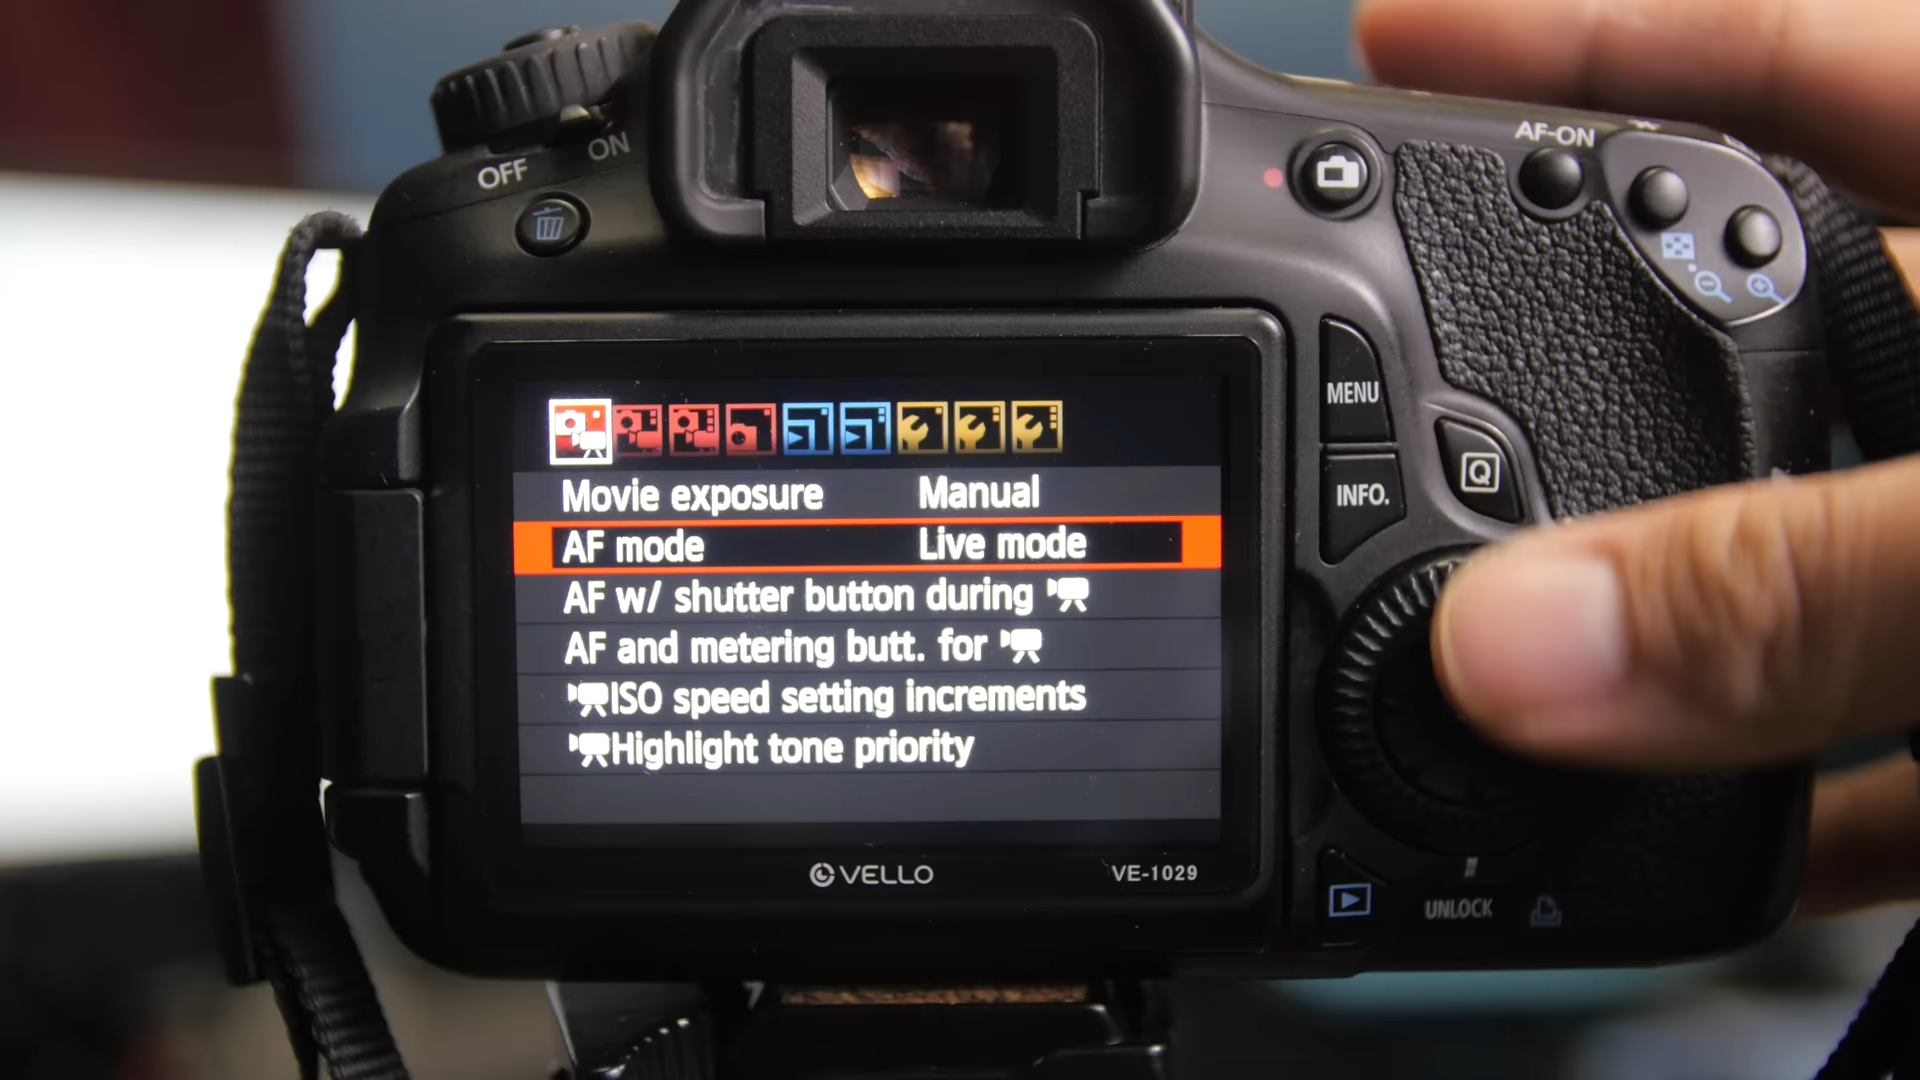 OFF
ON
AF-ON
MENU
INFO.
Q
Movie exposure Manual
AF mode Live mode
AF w/ shutter button during
AF and metering butt. for
ISO speed setting increments
Highlight tone priority
VELLO
VE-1029
UNLOCK